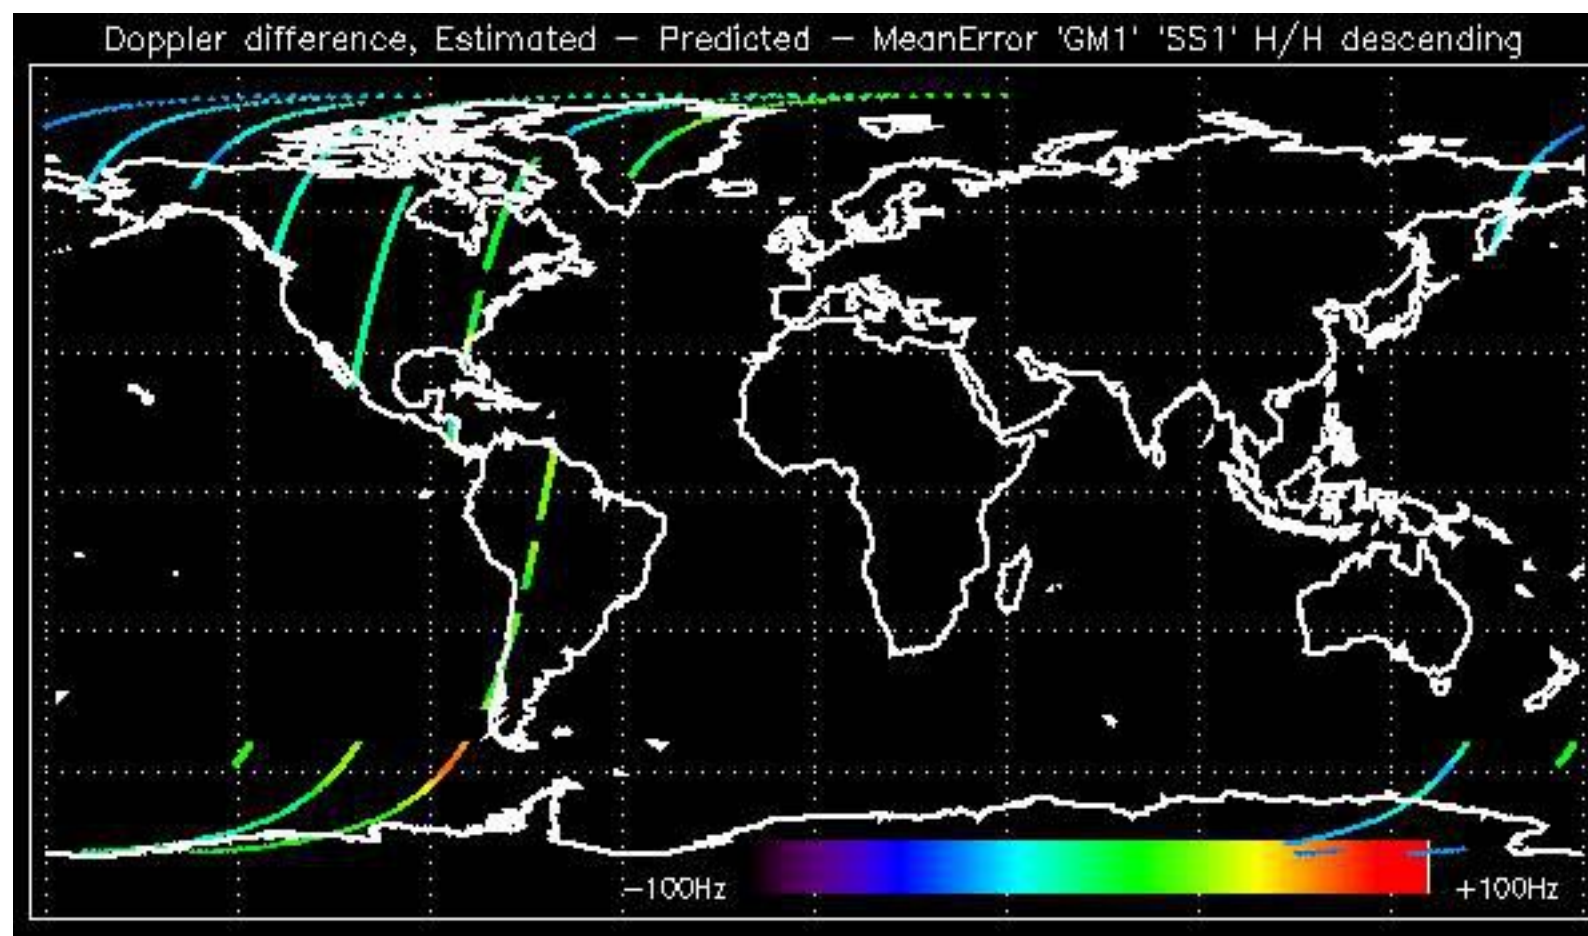 Doppler difference, Estimated – Predicted – MeanError 'GM1' 'SS1' H/H descending
–100Hz +100Hz